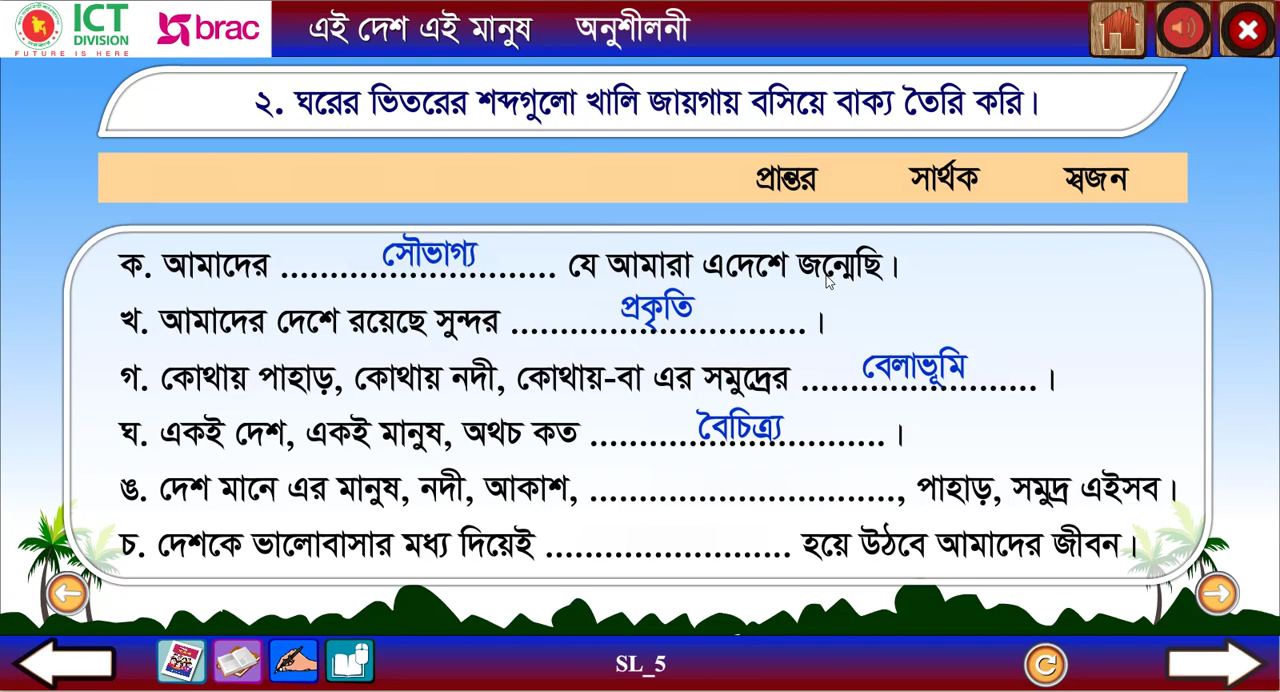 ICT
DIVISION
FUTURE IS HERE
brac
এই দেশ এই মানুষ অনুশীলনী
২. ঘরের ভিতরের শব্দগুলো খালি জায়গায় বসিয়ে বাক্য তৈরি করি।
প্রান্তর সার্থক স্বজন
ক. আমাদের ......সৌভাগ্য...... যে আমারা এদেশে জন্মেছি।
খ. আমাদের দেশে রয়েছে সুন্দর ......প্রকৃতি...... ।
গ. কোথায় পাহাড়, কোথায় নদী, কোথায়-বা এর সমুদ্রের ......বেলাভূমি...... ।
ঘ. একই দেশ, একই মানুষ, অথচ কত ......বৈচিত্র্য...... ।
ঙ. দেশ মানে এর মানুষ, নদী, আকাশ, ..............................., পাহাড়, সমুদ্র এইসব।
চ. দেশকে ভালোবাসার মধ্য দিয়েই ......................... হয়ে উঠবে আমাদের জীবন।
SL_5